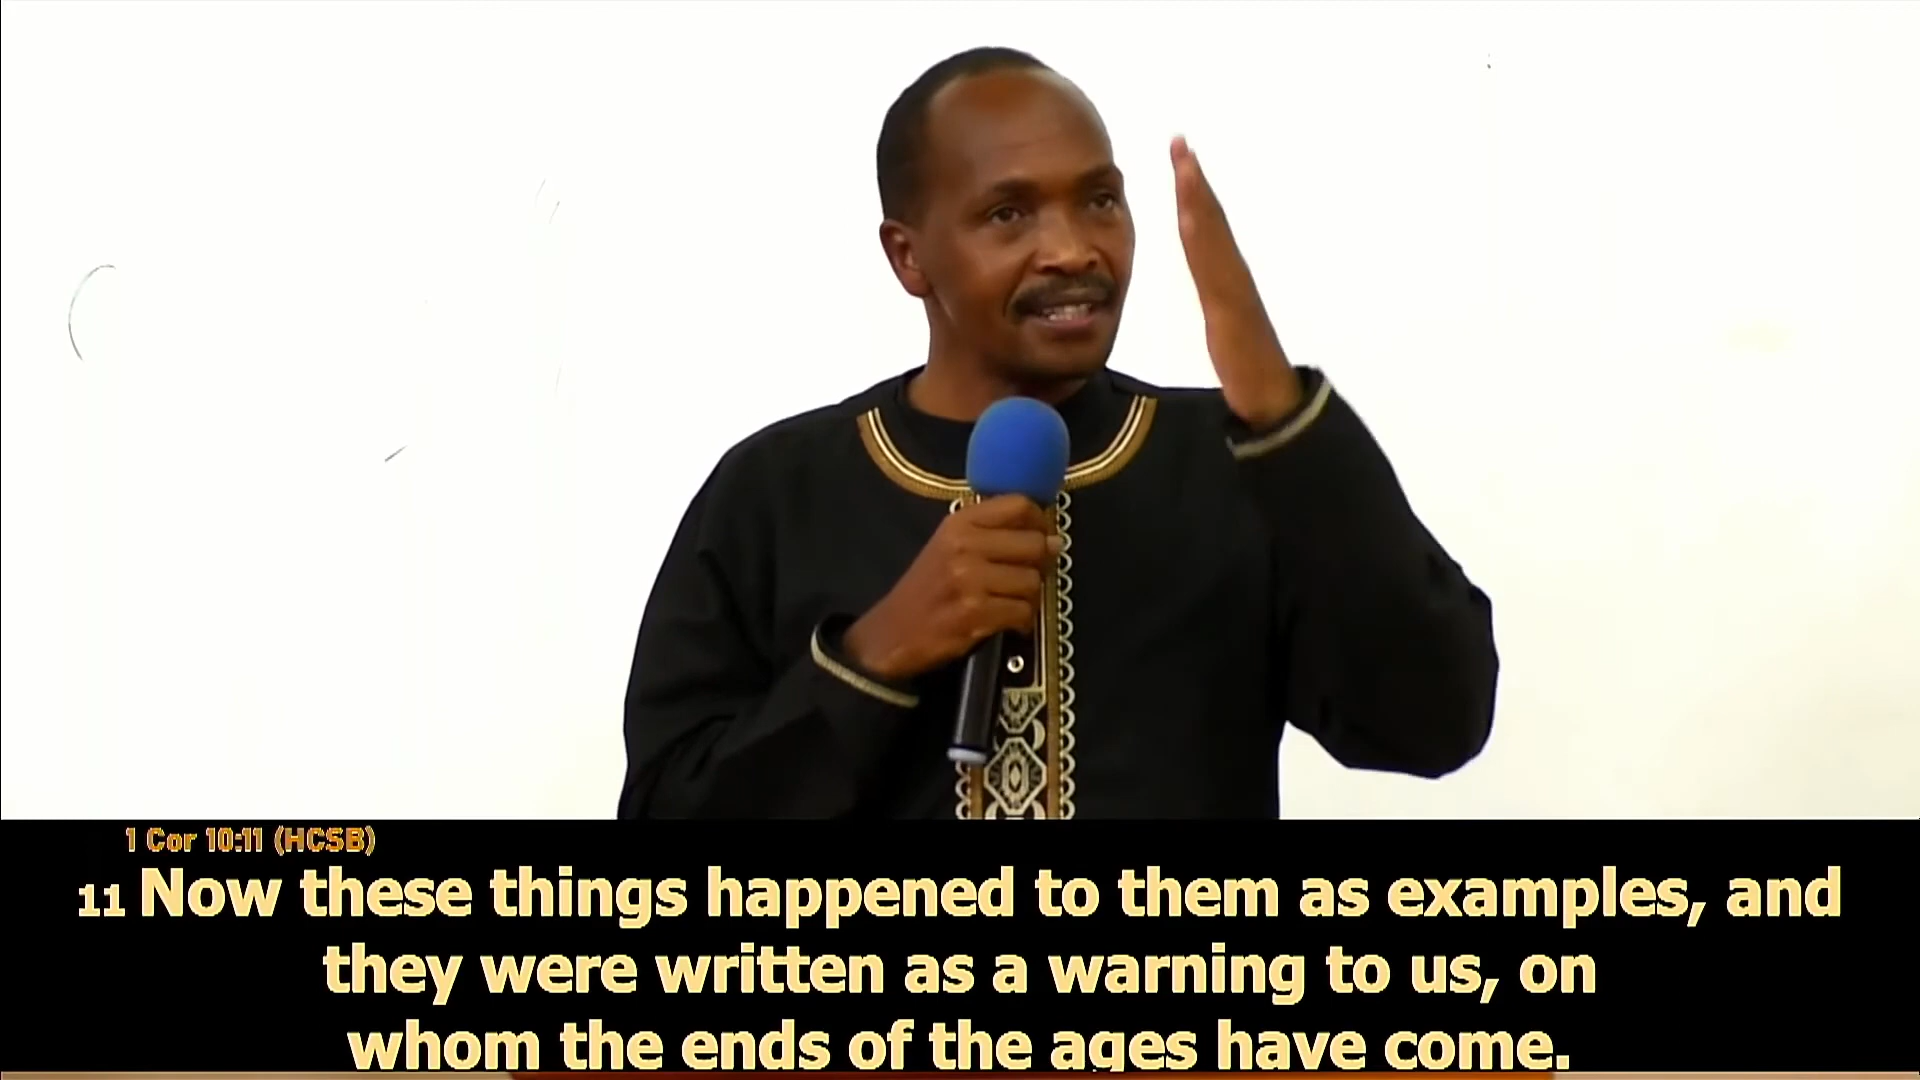 1 Cor 10:11 (HCSB)
11 Now these things happened to them as examples, and
they were written as a warning to us, on
whom the ends of the ages have come.